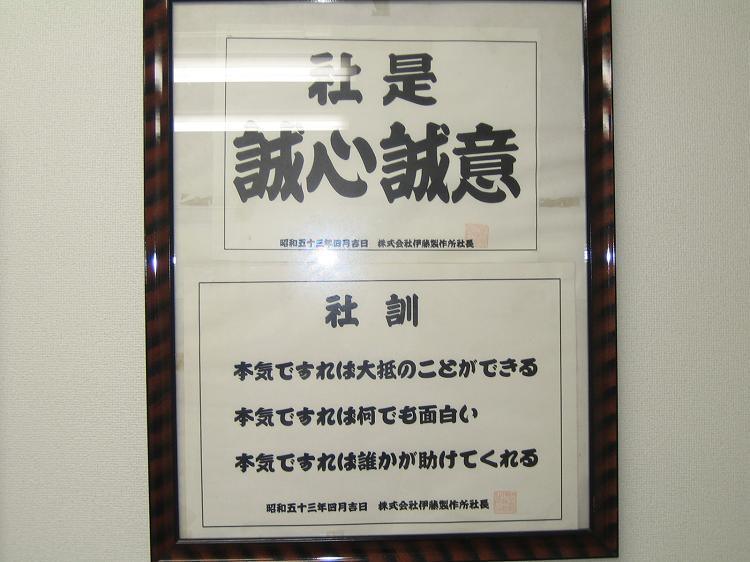 社是
誠心誠意
昭和五十三年四月吉日 株式会社伊藤製作所社長
社訓
本気ですれば大抵のことができる
本気ですれば何でも面白い
本気ですれば誰かが助けてくれる
昭和五十三年四月吉日 株式会社伊藤製作所社長